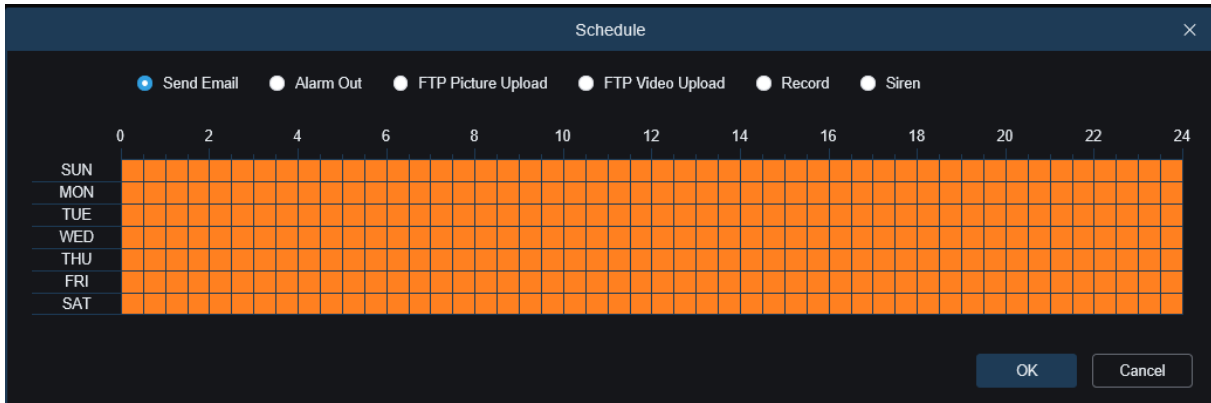 Schedule
Send Email Alarm Out FTP Picture Upload FTP Video Upload Record Siren
0 2 4 6 8 10 12 14 16 18 20 22 24
SUN
MON
TUE
WED
THU
FRI
SAT
OK Cancel